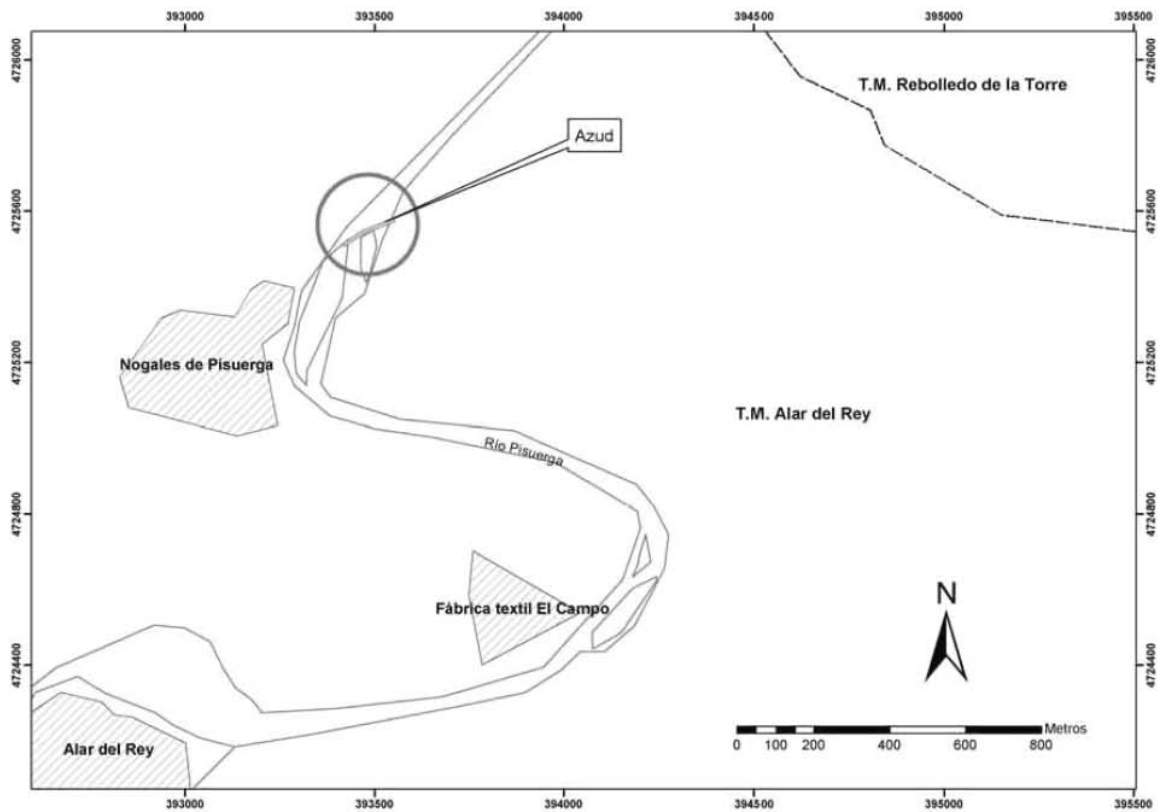 393000 393500 394000 394500 395000 395500
4726000 4726000
T.M. Rebolledo de la Torre
Azud
4725600 4725600
Nogales de Pisuerga
4725200 4725200
T.M. Alar del Rey
Río Pisuerga
4724800 4724800
N
Fábrica textil El Campo
4724400 4724400
Metros
0 100 200 400 600 800
Alar del Rey
393000 393500 394000 394500 395000 395500